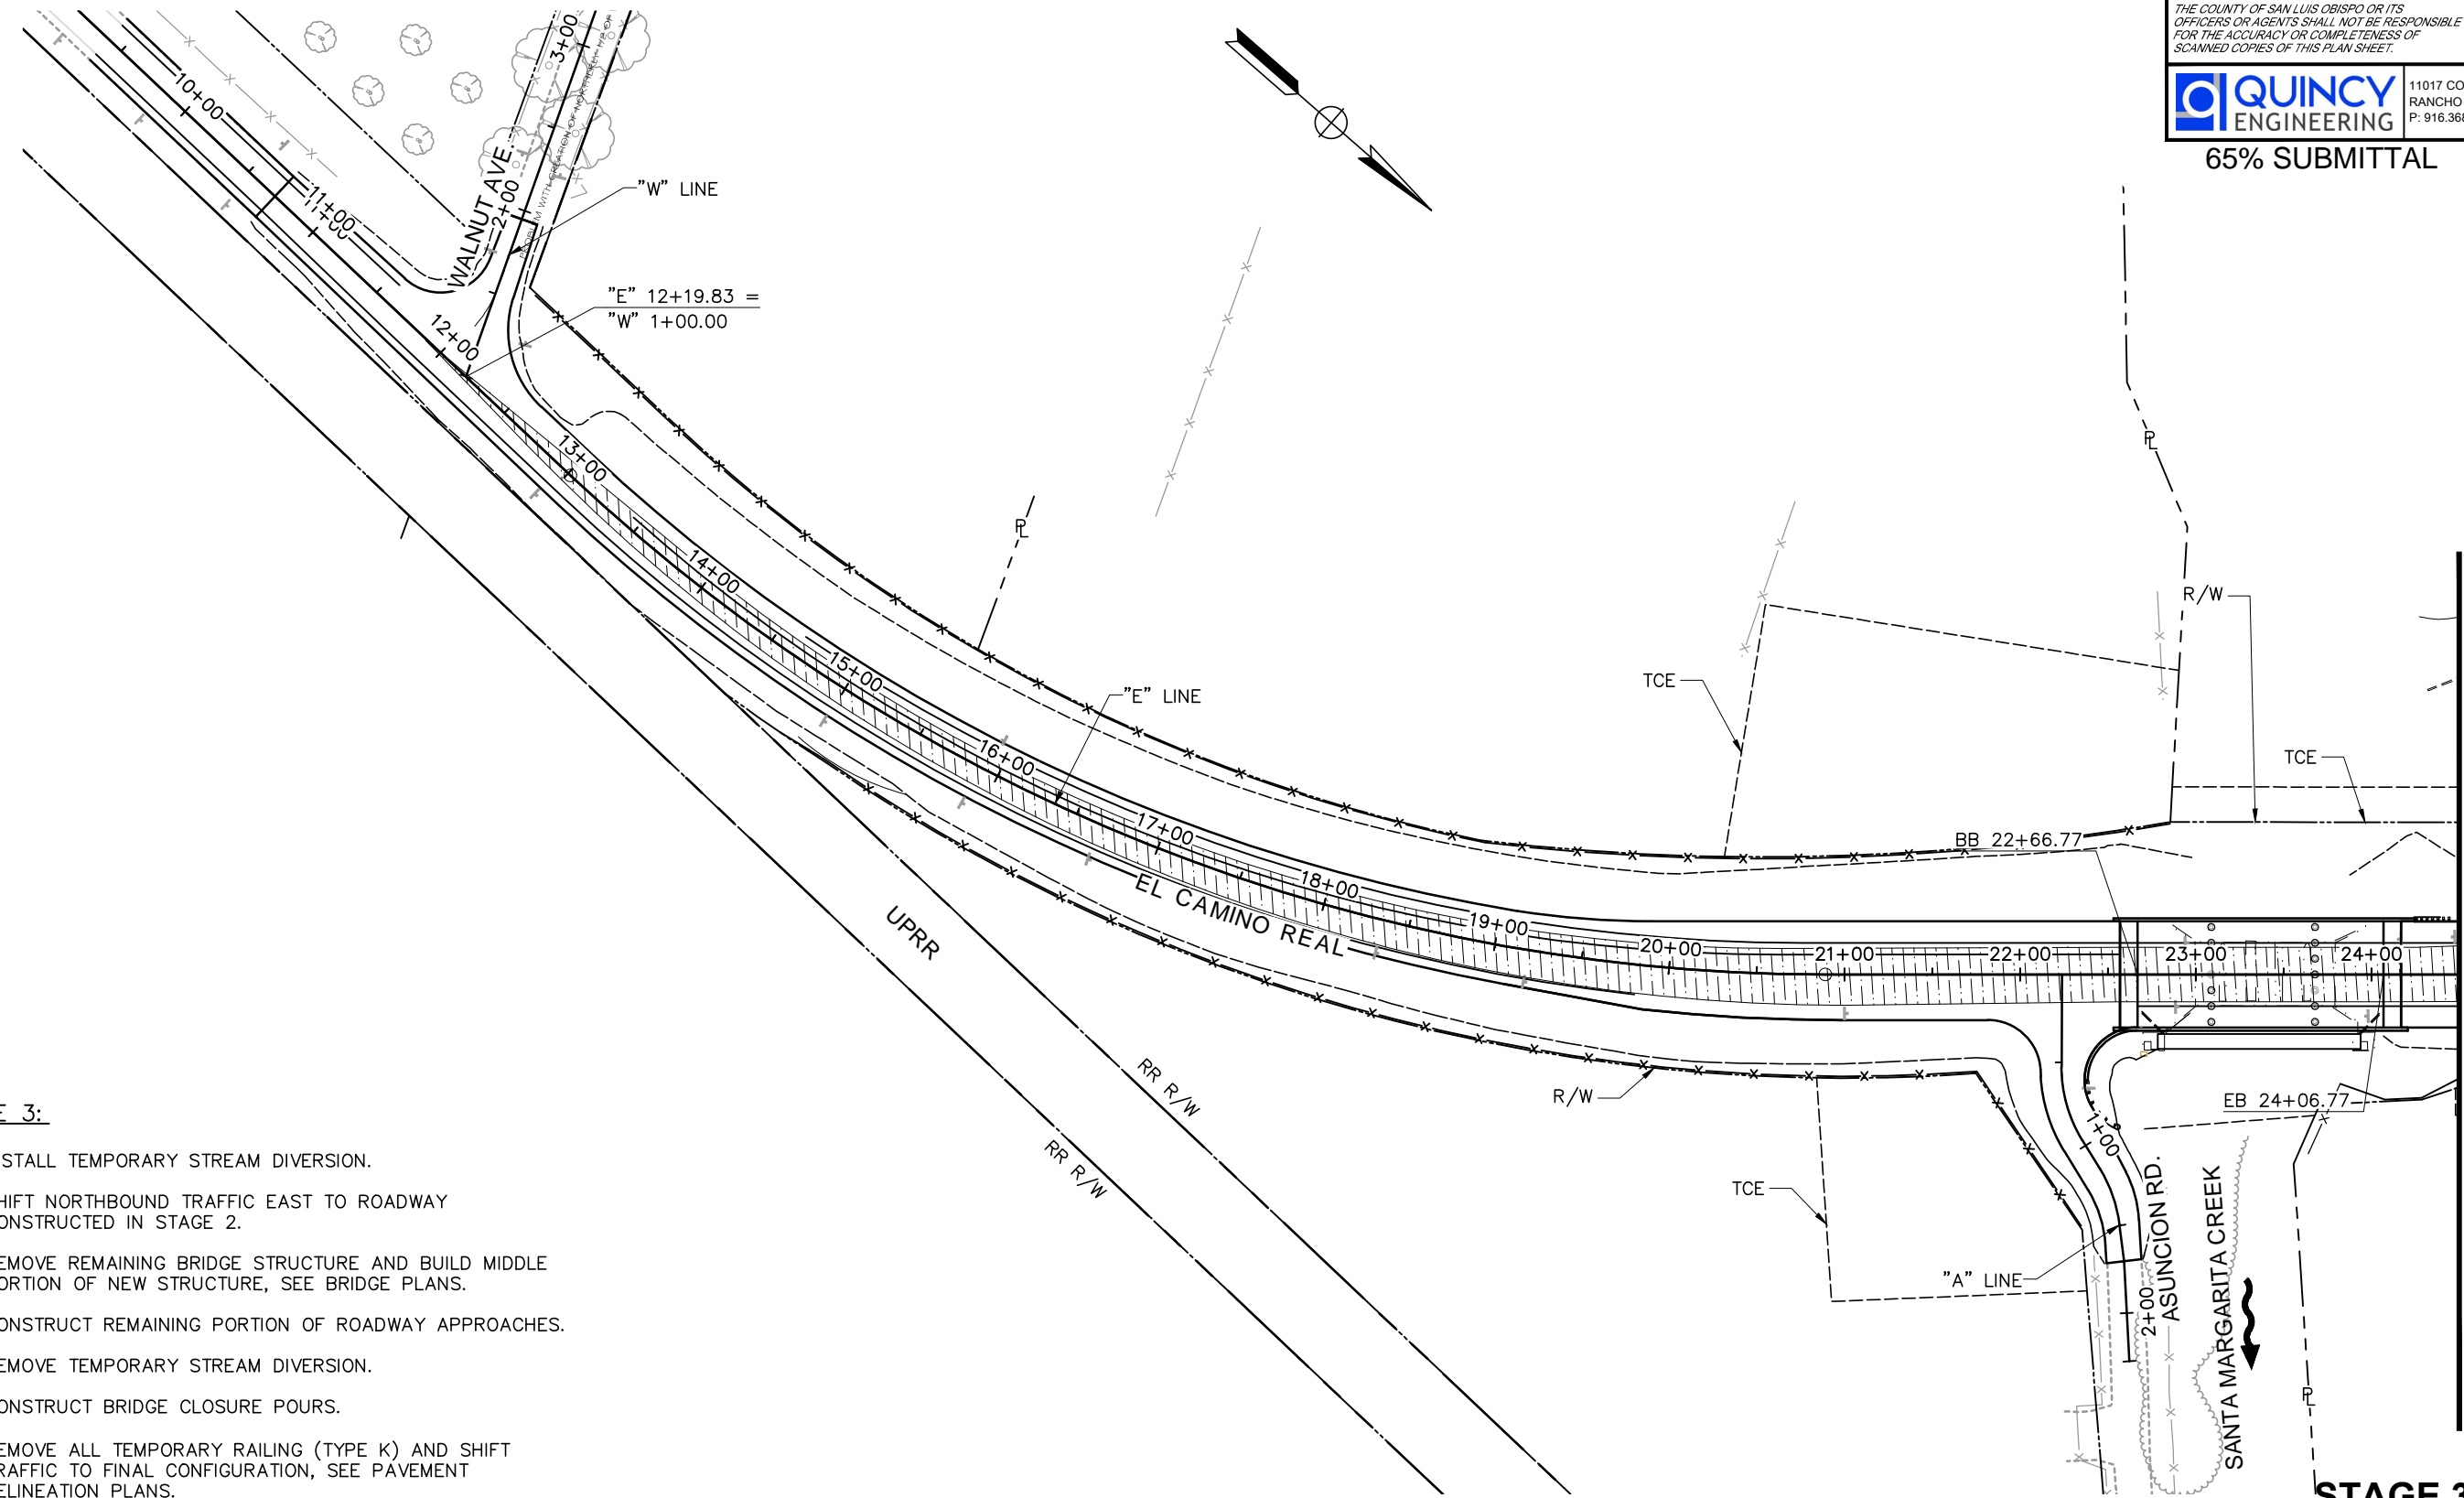 THE COUNTY OF SAN LUIS OBISPO OR ITS
OFFICERS OR AGENTS SHALL NOT BE RESPONSIBLE
FOR THE ACCURACY OR COMPLETENESS OF
SCANNED COPIES OF THIS PLAN SHEET.
QUINCY
ENGINEERING
11017 CO
RANCHO
P: 916.368
65% SUBMITTAL
10+00
11+00
3+00
2+00
WALNUT AVE.
"W" LINE
"E" 12+19.83 =
"W" 1+00.00
12+00
13+00
14+00
15+00
16+00
17+00
18+00
19+00
20+00
21+00
22+00
23+00
24+00
PL
PL
"E" LINE
TCE
R/W
TCE
BB 22+66.77
EL CAMINO REAL
UPRR
RR R/W
RR R/W
R/W
TCE
EB 24+06.77
1+00
"A" LINE
2+00
ASUNCION RD.
SANTA MARGARITA CREEK
PL
E 3:
STALL TEMPORARY STREAM DIVERSION.
HIFT NORTHBOUND TRAFFIC EAST TO ROADWAY
ONSTRUCTED IN STAGE 2.
EMOVE REMAINING BRIDGE STRUCTURE AND BUILD MIDDLE
ORTION OF NEW STRUCTURE, SEE BRIDGE PLANS.
ONSTRUCT REMAINING PORTION OF ROADWAY APPROACHES.
EMOVE TEMPORARY STREAM DIVERSION.
ONSTRUCT BRIDGE CLOSURE POURS.
EMOVE ALL TEMPORARY RAILING (TYPE K) AND SHIFT
RAFFIC TO FINAL CONFIGURATION, SEE PAVEMENT
ELINEATION PLANS.
STAGE